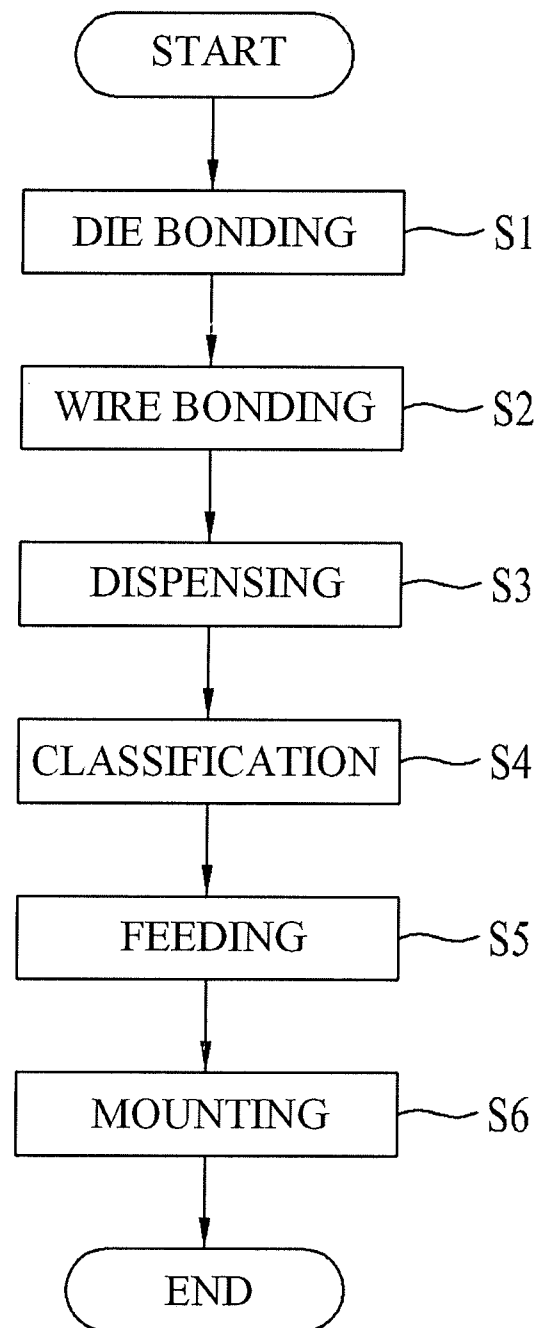 START
DIE BONDING S1
WIRE BONDING S2
DISPENSING S3
CLASSIFICATION S4
FEEDING S5
MOUNTING S6
END